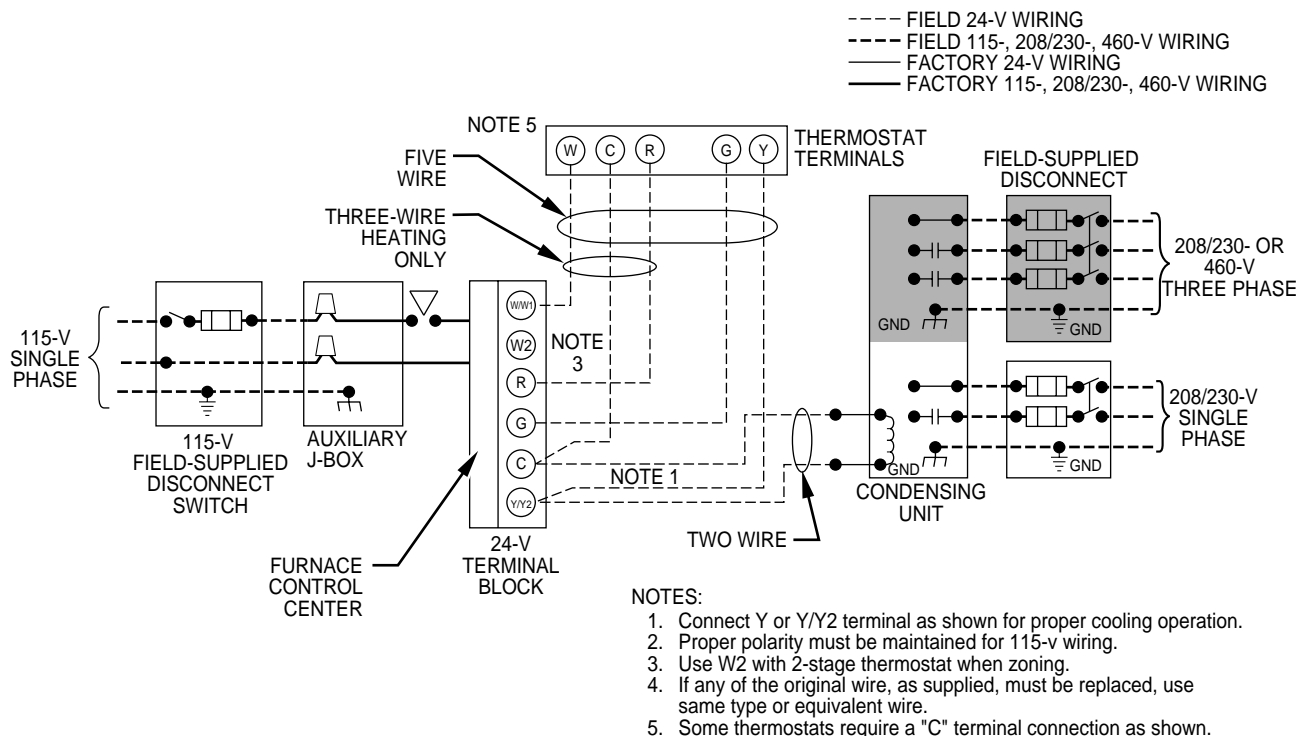 FIELD 24-V WIRING
FIELD 115-, 208/230-, 460-V WIRING
FACTORY 24-V WIRING
FACTORY 115-, 208/230-, 460-V WIRING
NOTE 5
W
C
R
G
Y
THERMOSTAT
TERMINALS
FIVE
WIRE
THREE-WIRE
HEATING
ONLY
FIELD-SUPPLIED
DISCONNECT
208/230- OR
460-V
THREE PHASE
GND
GND
115-V
SINGLE
PHASE
W/W1
W2
R
G
C
Y/Y2
NOTE
3
NOTE 1
208/230-V
SINGLE
PHASE
GND
GND
115-V
FIELD-SUPPLIED
DISCONNECT
SWITCH
AUXILIARY
J-BOX
CONDENSING
UNIT
TWO WIRE
FURNACE
CONTROL
CENTER
24-V
TERMINAL
BLOCK
NOTES:
1. Connect Y or Y/Y2 terminal as shown for proper cooling operation.
2. Proper polarity must be maintained for 115-v wiring.
3. Use W2 with 2-stage thermostat when zoning.
4. If any of the original wire, as supplied, must be replaced, use
same type or equivalent wire.
5. Some thermostats require a "C" terminal connection as shown.